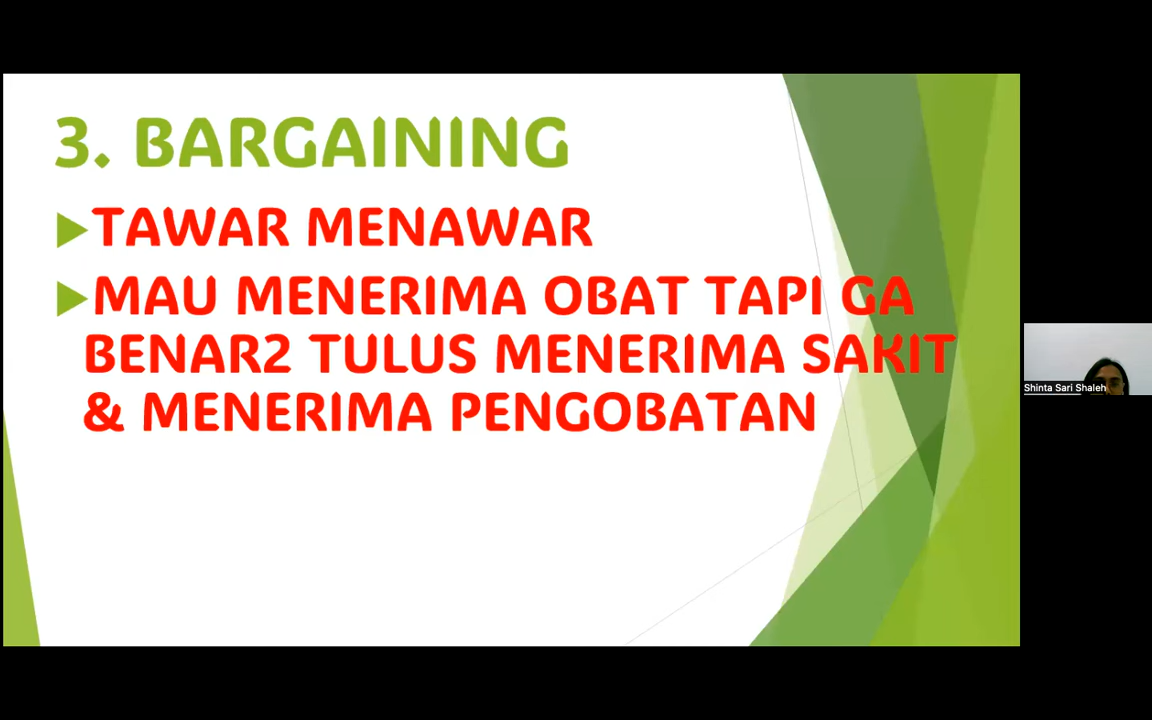 3. BARGAINING
TAWAR MENAWAR
MAU MENERIMA OBAT TAPI GA
BENAR2 TULUS MENERIMA SAKIT
& MENERIMA PENGOBATAN
Shinta Sari Shaleh